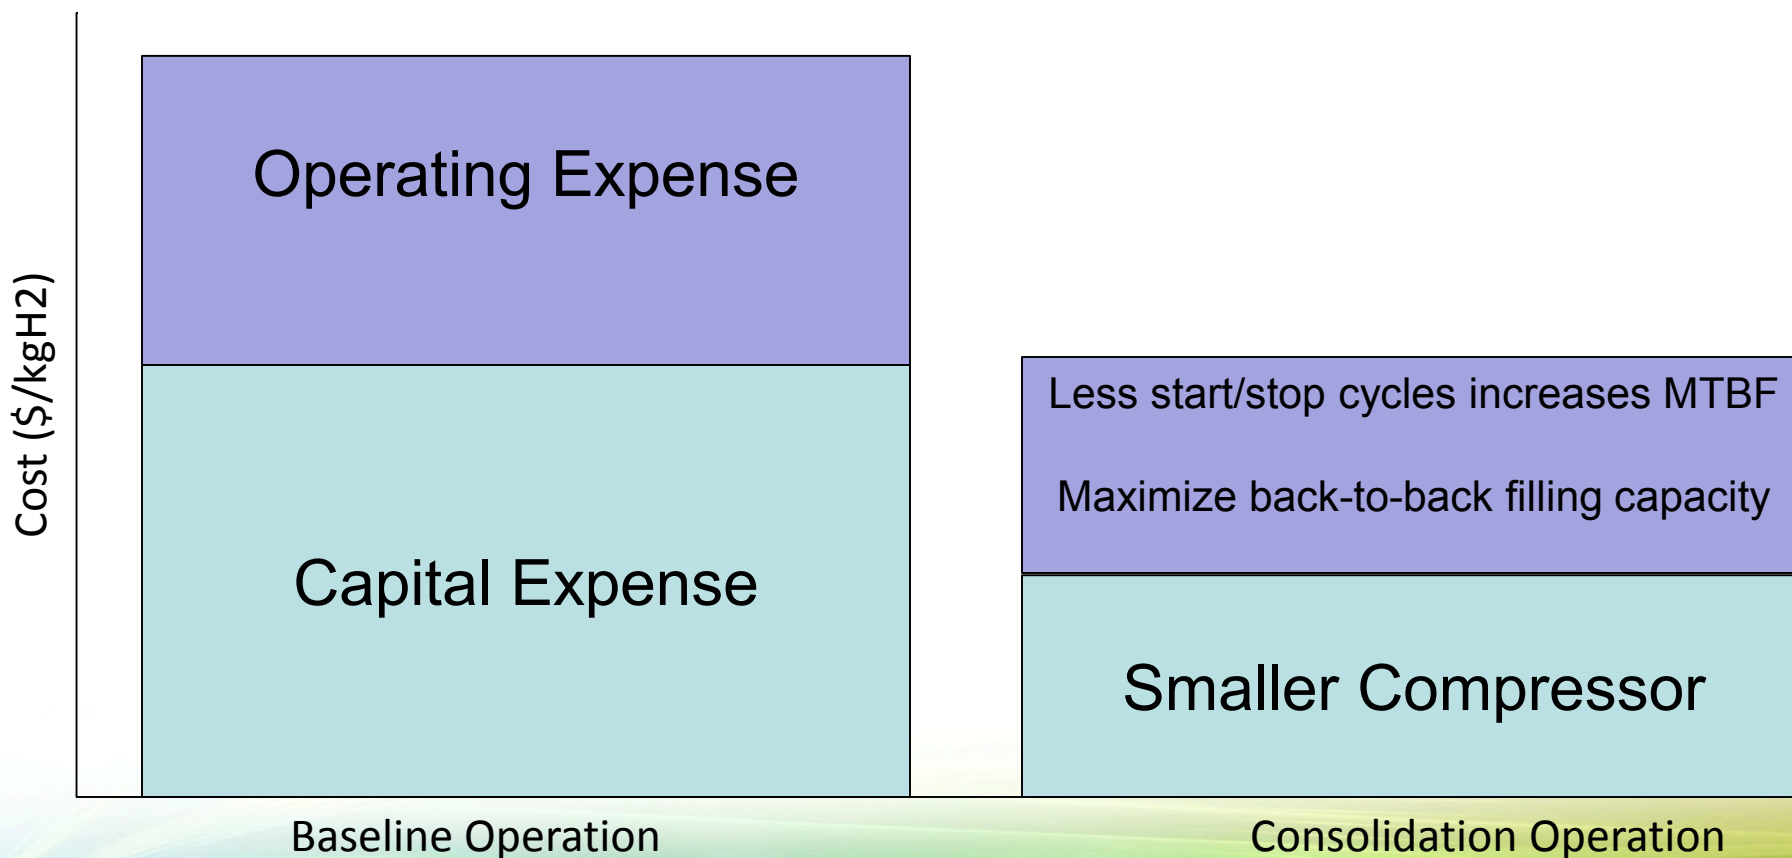 Cost ($/kgH2)
Operating Expense
Capital Expense
Less start/stop cycles increases MTBF
Maximize back-to-back filling capacity
Smaller Compressor
Baseline Operation
Consolidation Operation